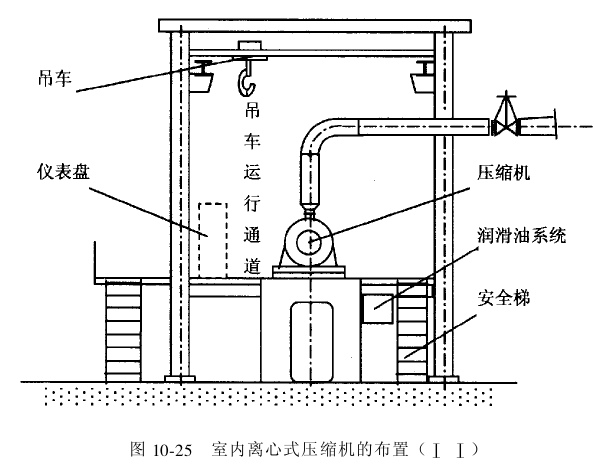 吊车
吊车运行通道
仪表盘
压缩机
润滑油系统
安全梯
图 10-25 室内离心式压缩机的布置(Ⅰ Ⅰ)